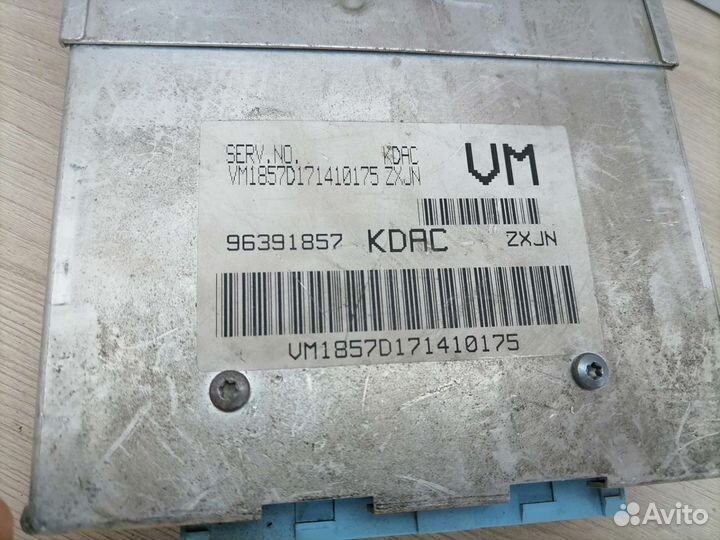 SERV.NO. KDAC
VM1857D171410175 ZXJN
VM
96391857 KDAC ZXJN
VM1857D171410175
Avito